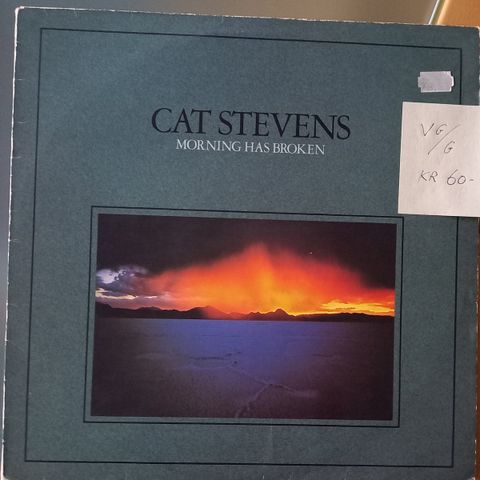 CAT STEVENS
MORNING HAS BROKEN
VG/
/G
KR 60-